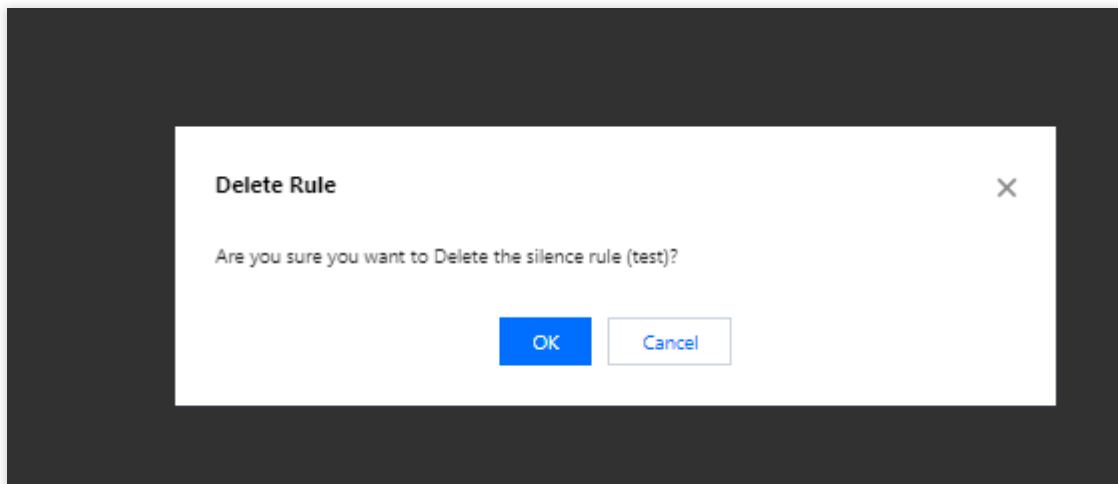 Delete Rule
Are you sure you want to Delete the silence rule (test)?
OK
Cancel